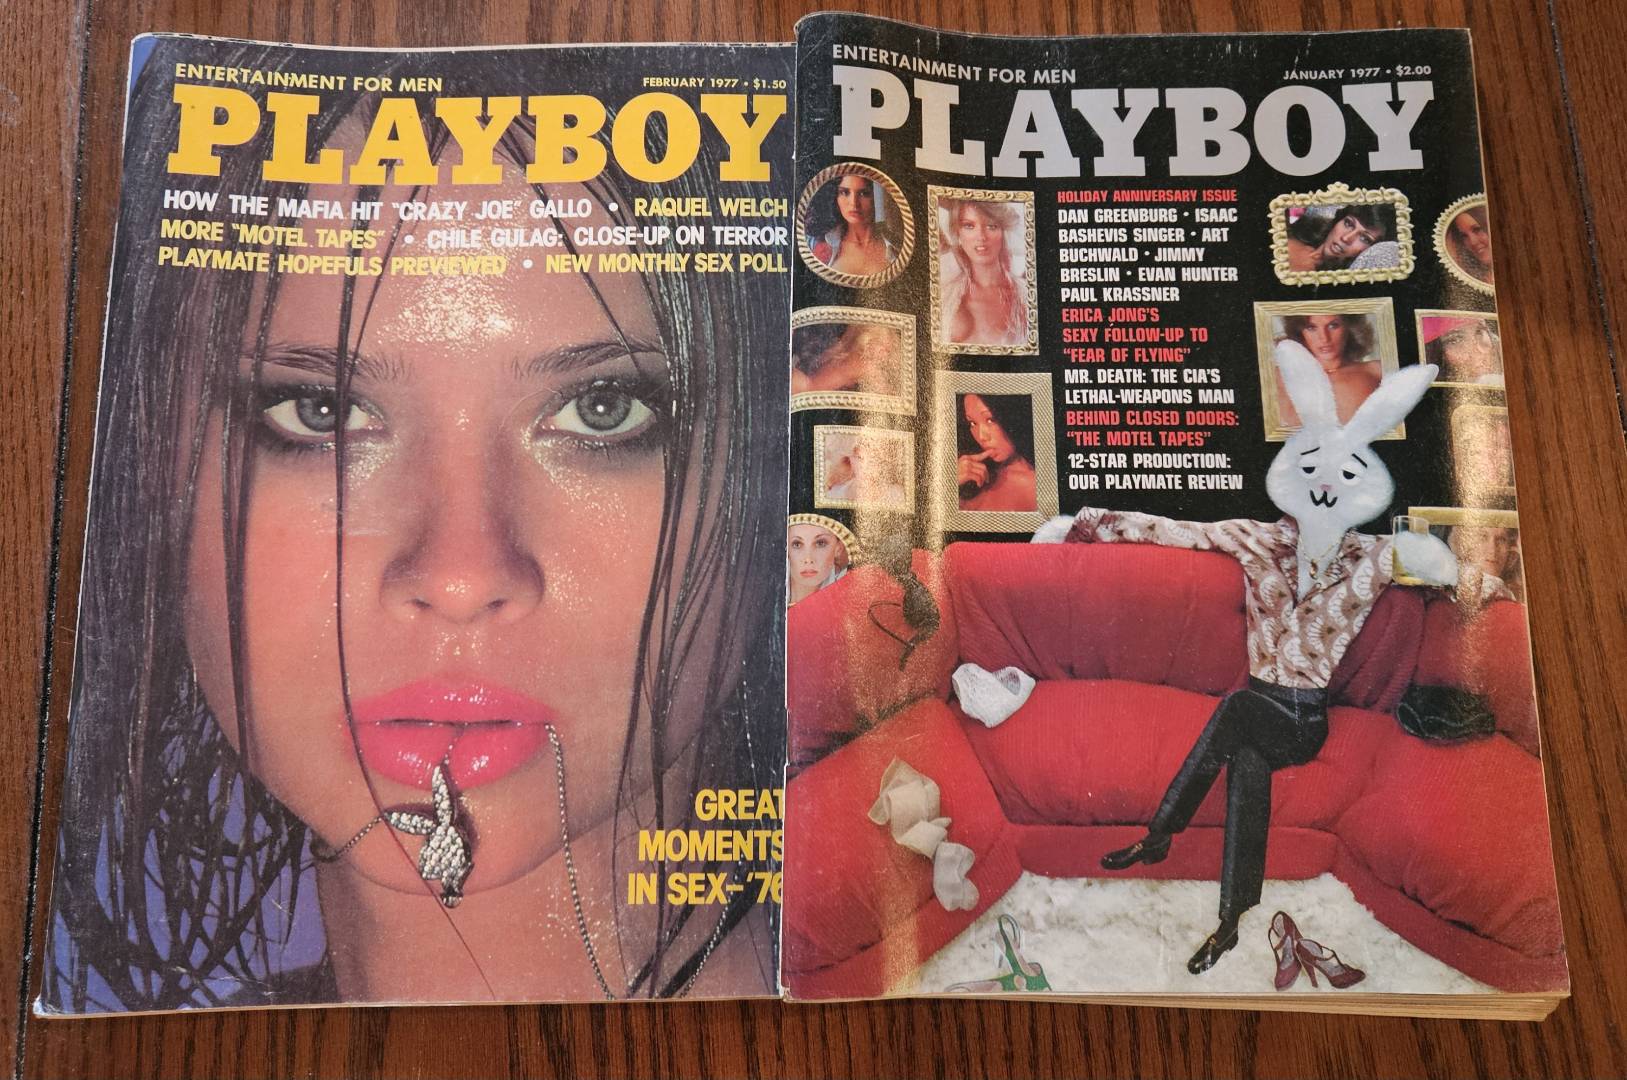 ENTERTAINMENT FOR MEN
FEBRUARY 1977 • $1.50
PLAYBOY
HOW THE MAFIA HIT "CRAZY JOE" GALLO • RAQUEL WELCH
MORE "MOTEL TAPES" • CHILE GULAG: CLOSE-UP ON TERROR
PLAYMATE HOPEFULS PREVIEWED • NEW MONTHLY SEX POLL
GREAT
MOMENTS
IN SEX–'76
ENTERTAINMENT FOR MEN
JANUARY 1977 • $2.00
PLAYBOY
HOLIDAY ANNIVERSARY ISSUE
DAN GREENBURG • ISAAC
BASHEVIS SINGER • ART
BUCHWALD • JIMMY
BRESLIN • EVAN HUNTER
PAUL KRASSNER
ERICA JONG'S
SEXY FOLLOW-UP TO
"FEAR OF FLYING"
MR. DEATH: THE CIA'S
LETHAL-WEAPONS MAN
BEHIND CLOSED DOORS:
"THE MOTEL TAPES"
12-STAR PRODUCTION:
OUR PLAYMATE REVIEW